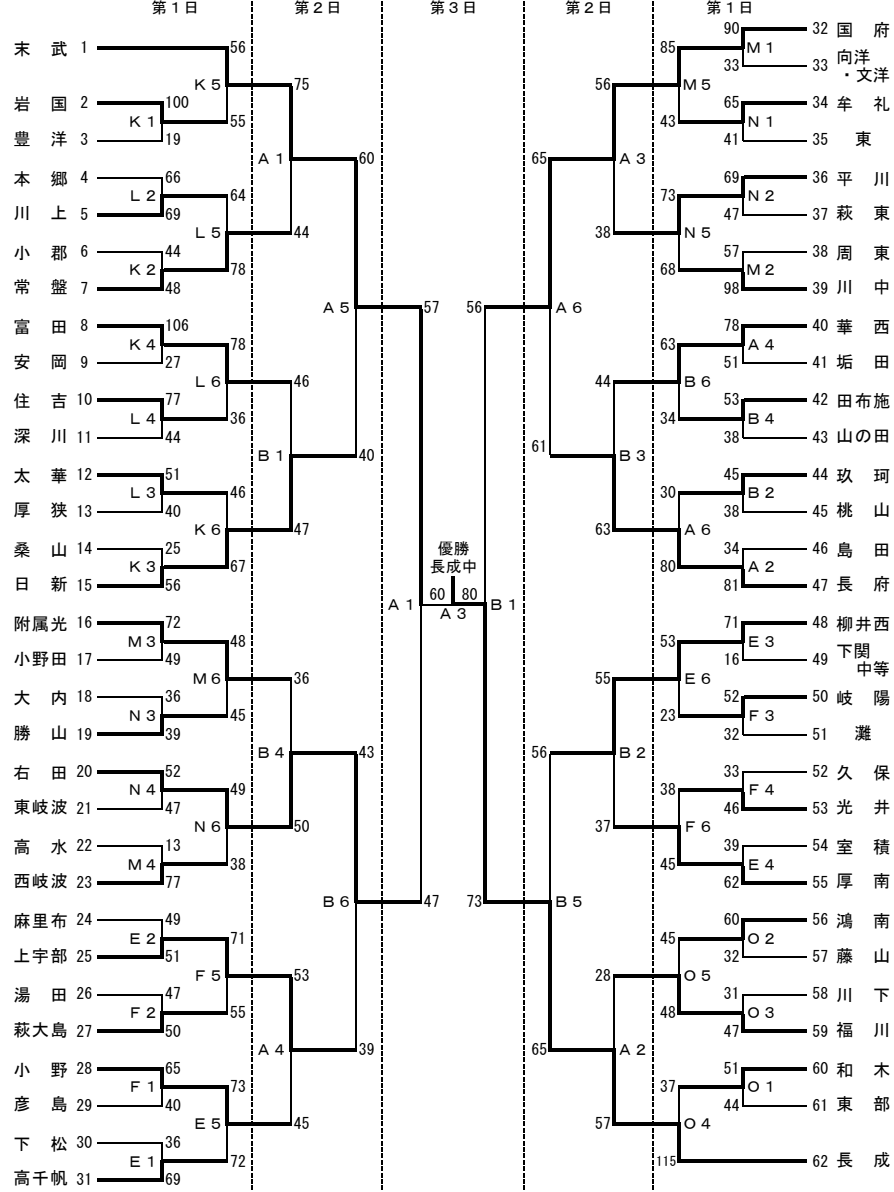 第1日 第2日 第3日 第2日 第1日
末武 1 56
K5 75
岩国 2 100
K1 55
豊洋 3 19
A1 60
本郷 4 66
L2 64
川上 5 69
L5 44
小郡 6 44
K2 78
常盤 7 48
A5 57
富田 8 106
K4 78
安岡 9 27
L6 46
住吉 10 77
L4 36
深川 11 44
B1 40
太華 12 51
L3 46
厚狭 13 40
K6 47
桑山 14 25
K3 67
日新 15 56
A1
附属光 16 72
M3 48
小野田 17 49
M6 36
大内 18 36
N3 45
勝山 19 39
B4 43
右田 20 52
N4 49
東岐波 21 47
N6 50
高水 22 13
M4 38
西岐波 23 77
B6 47
麻里布 24 49
E2 71
上宇部 25 51
F5 53
湯田 26 47
F2 55
萩大島 27 50
A4 39
小野 28 65
F1 73
彦島 29 40
E5 45
下松 30 36
E1 72
高千帆 31 69
優勝
長成中
60 80
A3
90 32 国府
85 M1
33 33 向洋・文洋
56 M5
65 34 牟礼
43 N1
41 35 東
65 A3
69 36 平川
73 N2
47 37 萩東
38 N5
57 38 周東
68 M2
98 39 川中
56 A6
78 40 華西
63 A4
51 41 垢田
44 B6
53 42 田布施
34 B4
38 43 山の田
61 B3
45 44 玖珂
30 B2
38 45 桃山
63 A6
34 46 島田
80 A2
81 47 長府
B1
71 48 柳井西
53 E3
16 49 下関中等
55 E6
52 50 岐陽
23 F3
32 51 灘
56 B2
33 52 久保
38 F4
46 53 光井
37 F6
39 54 室積
45 E4
62 55 厚南
73 B5
60 56 鴻南
45 O2
32 57 藤山
28 O5
31 58 川下
48 O3
47 59 福川
65 A2
51 60 和木
37 O1
44 61 東部
57 O4
115 62 長成